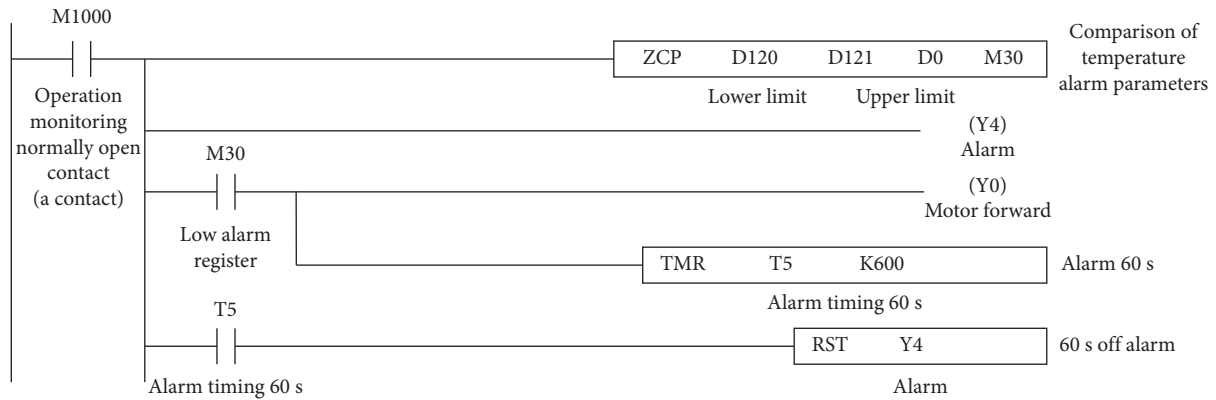 M1000
ZCP D120 D121 D0 M30
Comparison of
temperature
alarm parameters
Lower limit Upper limit
Operation
monitoring
normally open
contact
(a contact)
(Y4)
Alarm
M30
(Y0)
Motor forward
Low alarm
register
TMR T5 K600
Alarm 60 s
Alarm timing 60 s
T5
RST Y4
60 s off alarm
Alarm timing 60 s
Alarm